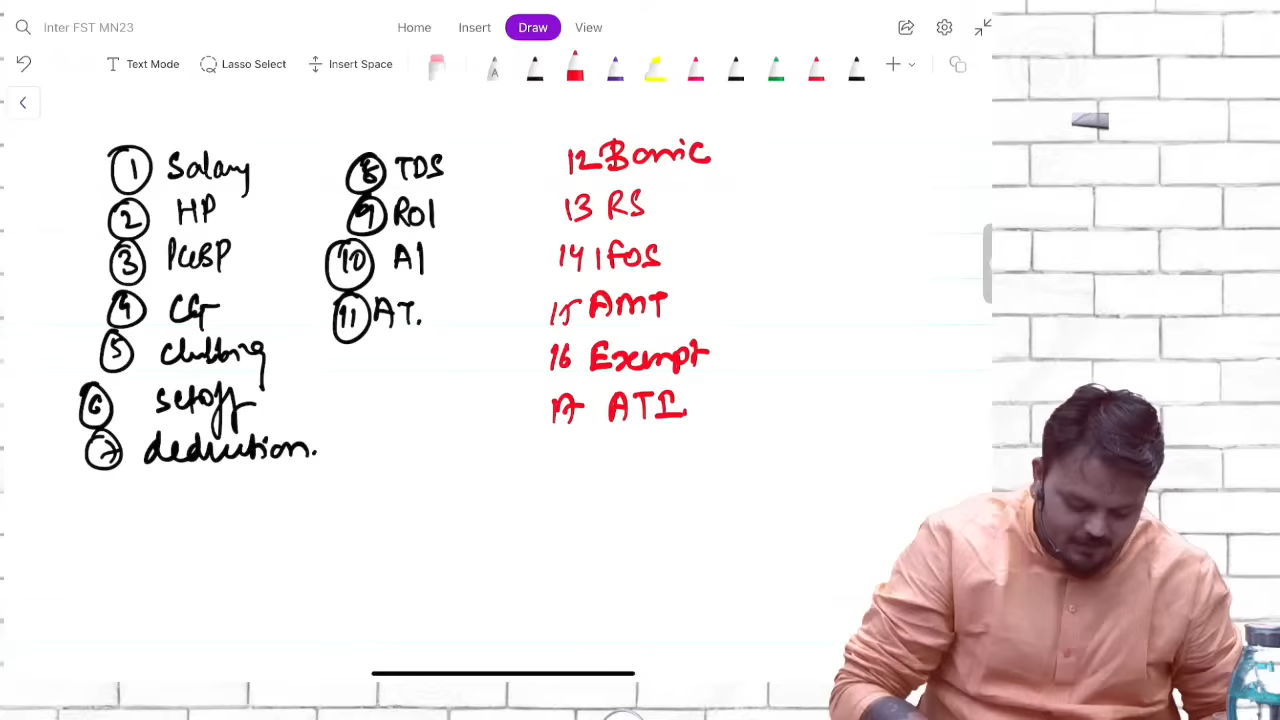 Inter FST MN23
Home Insert Draw View
Text Mode Lasso Select Insert Space
1 Salary
2 HP
3 PGBP
4 CG
5 clubbing
6 setoff
7 deduction.
8 TDS
9 ROI
10 AI
11 AT.
12 Basic
13 RS
14 IFOS
15 AMT
16 Exempt
17 ATI